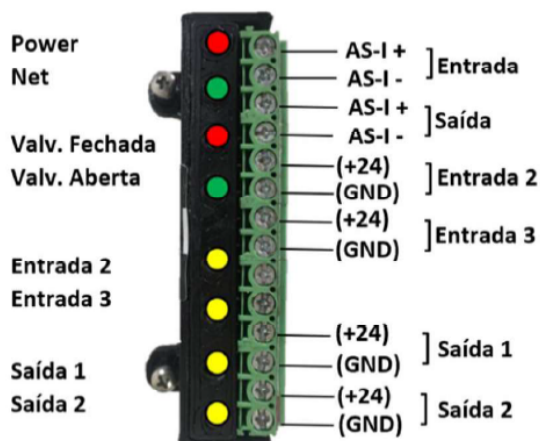 Power
Net
Valv. Fechada
Valv. Aberta
Entrada 2
Entrada 3
Saída 1
Saída 2
AS-I +
AS-I -
Entrada
AS-I +
AS-I -
Saída
(+24)
(GND)
Entrada 2
(+24)
(GND)
Entrada 3
(+24)
(GND)
Saída 1
(+24)
(GND)
Saída 2